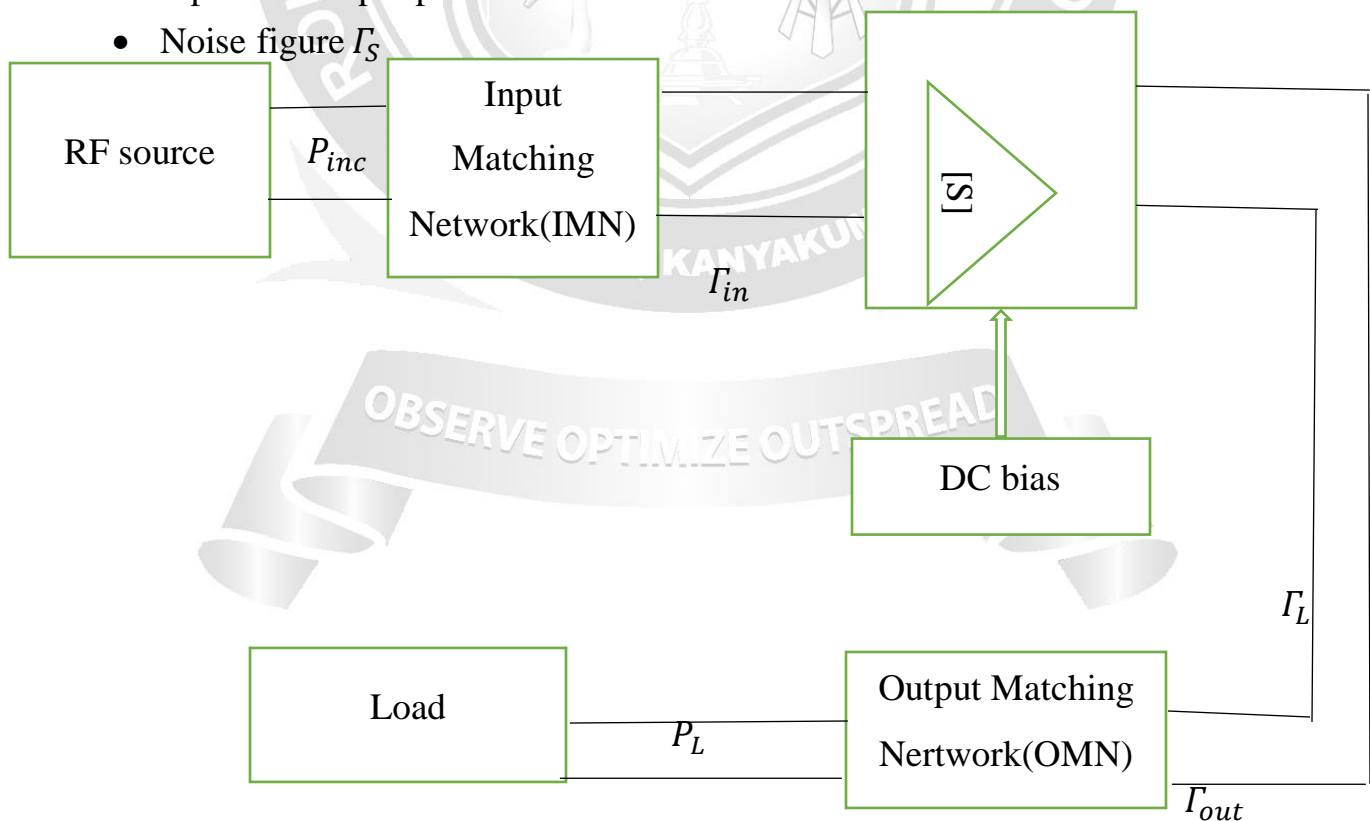 • Noise figure Γ_S
RF source
P_inc
Input
Matching
Network(IMN)
Γ_in
[S]
KANYAKUM
OBSERVE OPTIMIZE OUTSPREAD
DC bias
Γ_L
Load
P_L
Output Matching
Nertwork(OMN)
Γ_out